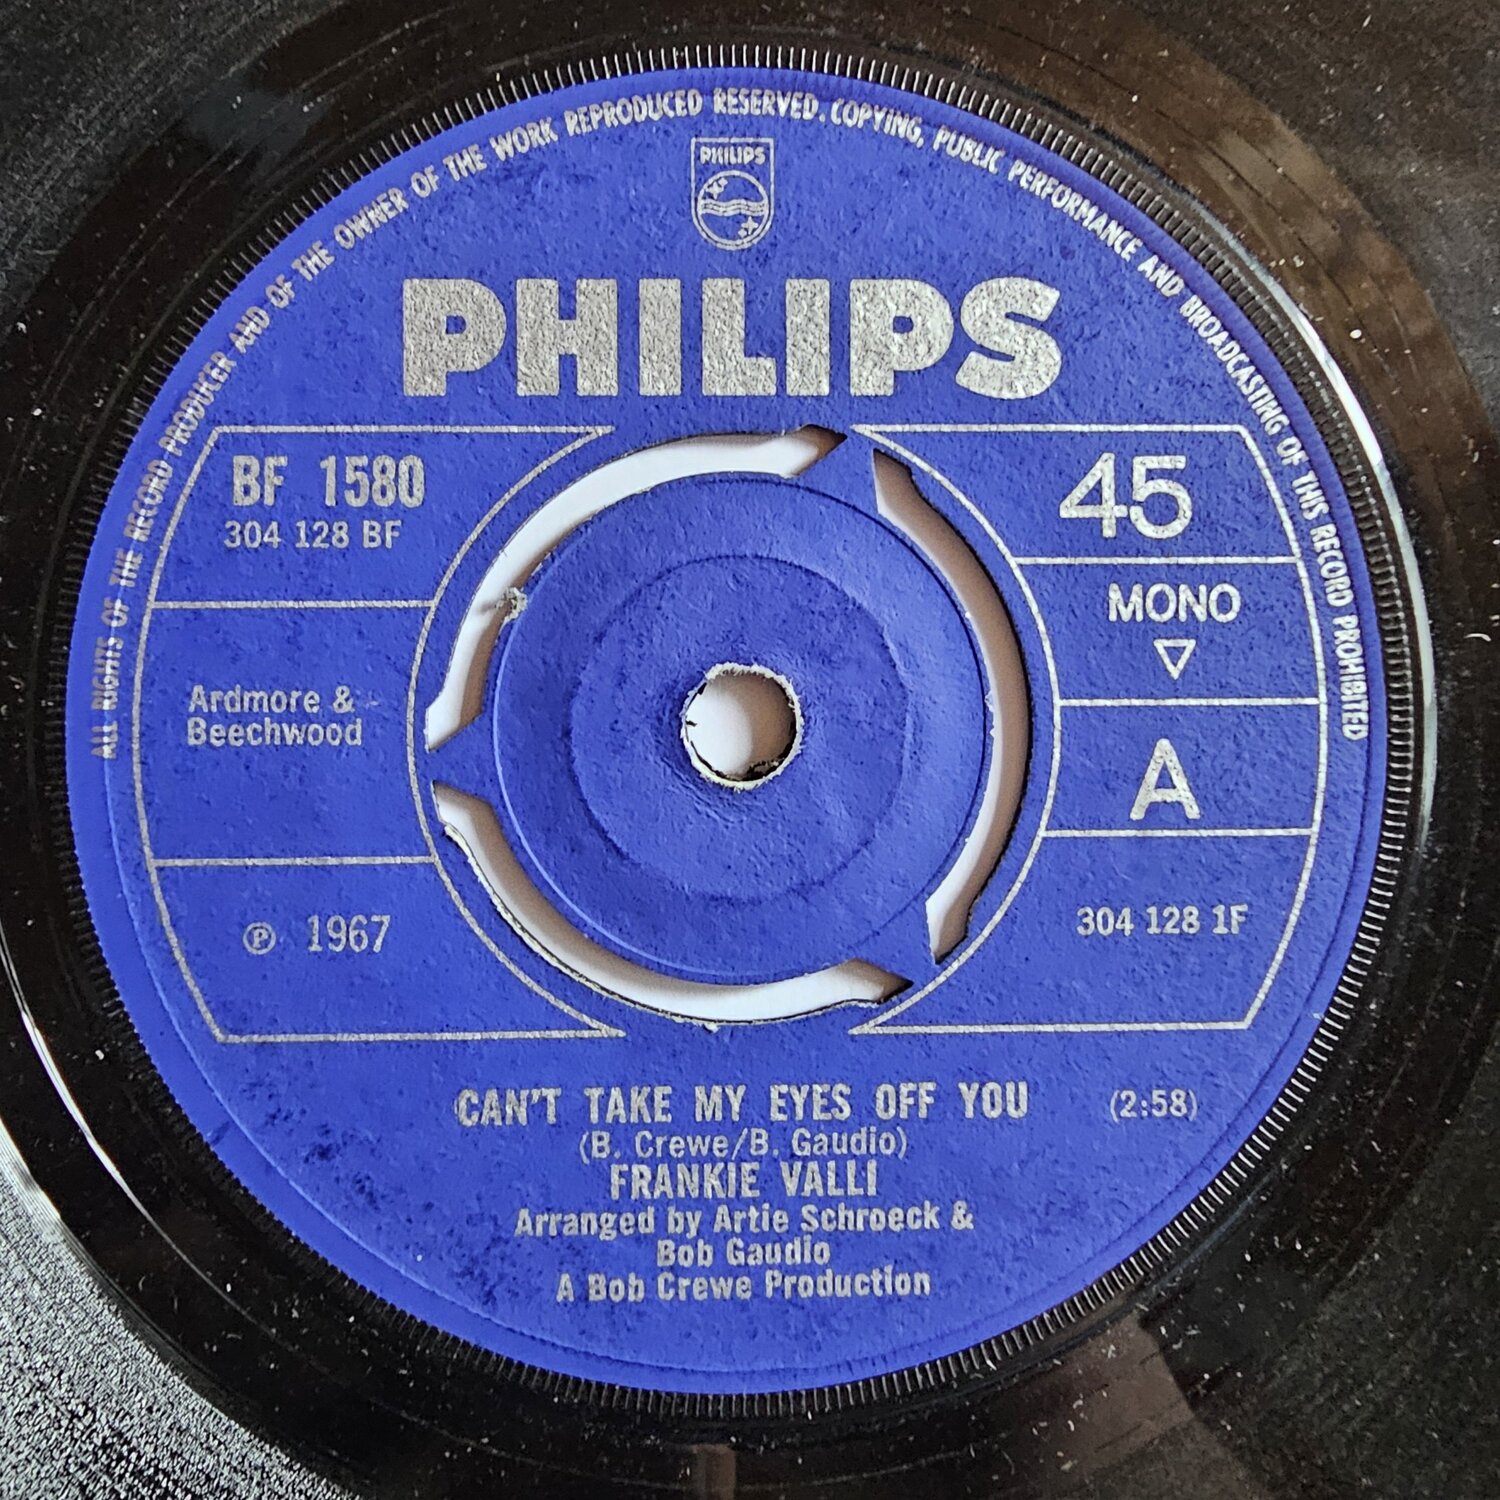 ALL RIGHTS OF THE RECORD PRODUCER AND OF THE OWNER OF THE WORK REPRODUCED RESERVED. COPYING, PUBLIC PERFORMANCE AND BROADCASTING OF THIS RECORD PROHIBITED
PHILIPS
PHILIPS
BF 1580
304 128 BF
Ardmore &
Beechwood
Ⓟ 1967
45
MONO
A
304 128 1F
CAN'T TAKE MY EYES OFF YOU (2:58)
(B. Crewe/B. Gaudio)
FRANKIE VALLI
Arranged by Artie Schroeck &
Bob Gaudio
A Bob Crewe Production